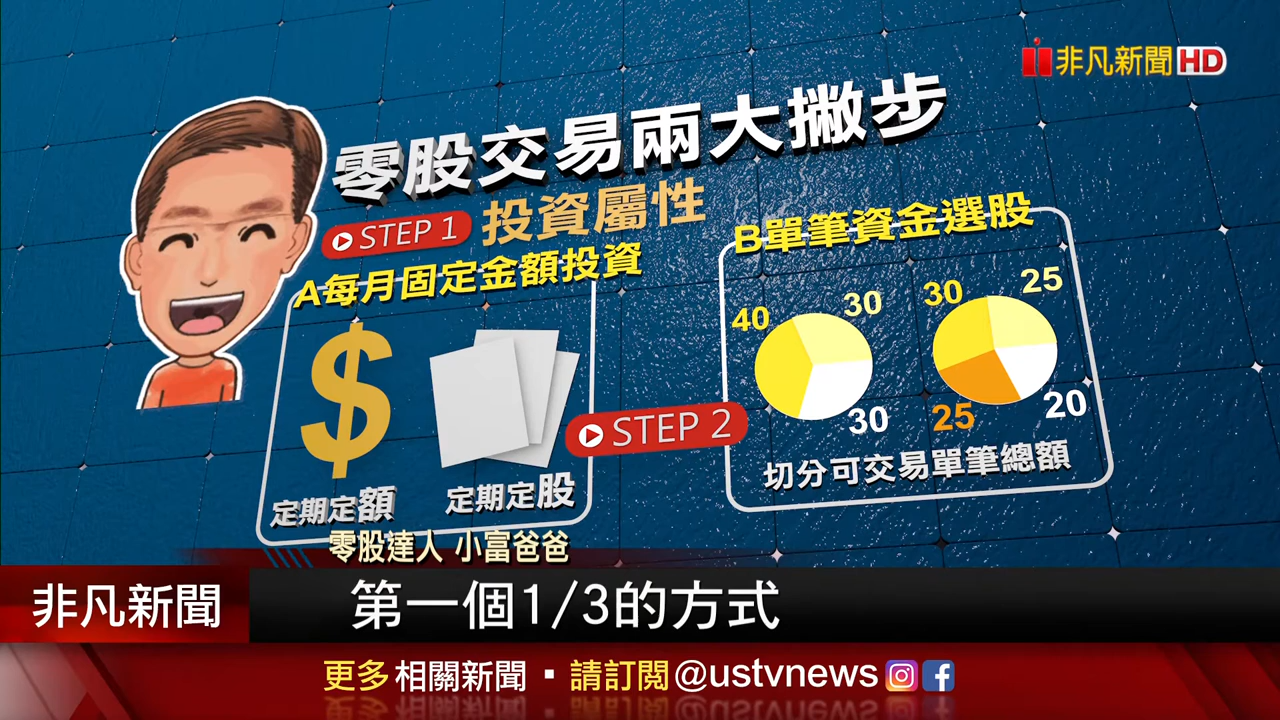 非凡新聞HD
零股交易兩大撇步
STEP 1 投資屬性
A每月固定金額投資
$
定期定額
定期定股
STEP 2
B單筆資金選股
40
30
30
30
25
25
20
切分可交易單筆總額
零股達人 小富爸爸
非凡新聞
第一個1/3的方式
更多相關新聞▪請訂閱@ustvnews